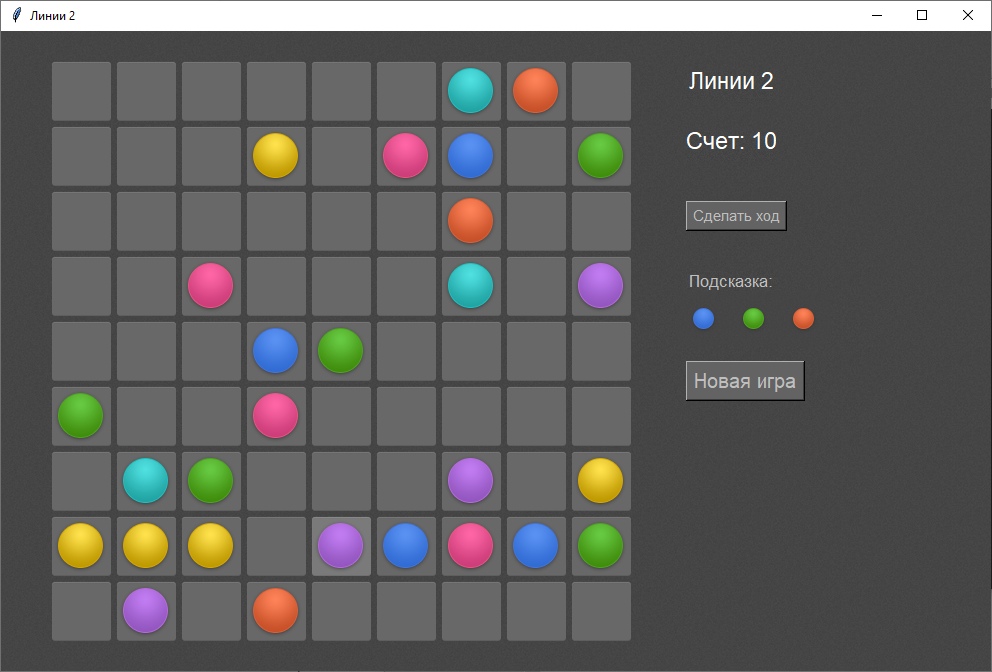 Линии 2
Линии 2
Счет: 10
Сделать ход
Подсказка:
Новая игра